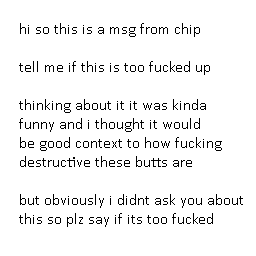 hi so this is a msg from chip
tell me if this is too fucked up
thinking about it it was kinda
funny and i thought it would
be good context to how fucking
destructive these butts are
but obviously i didnt ask you about
this so plz say if its too fucked